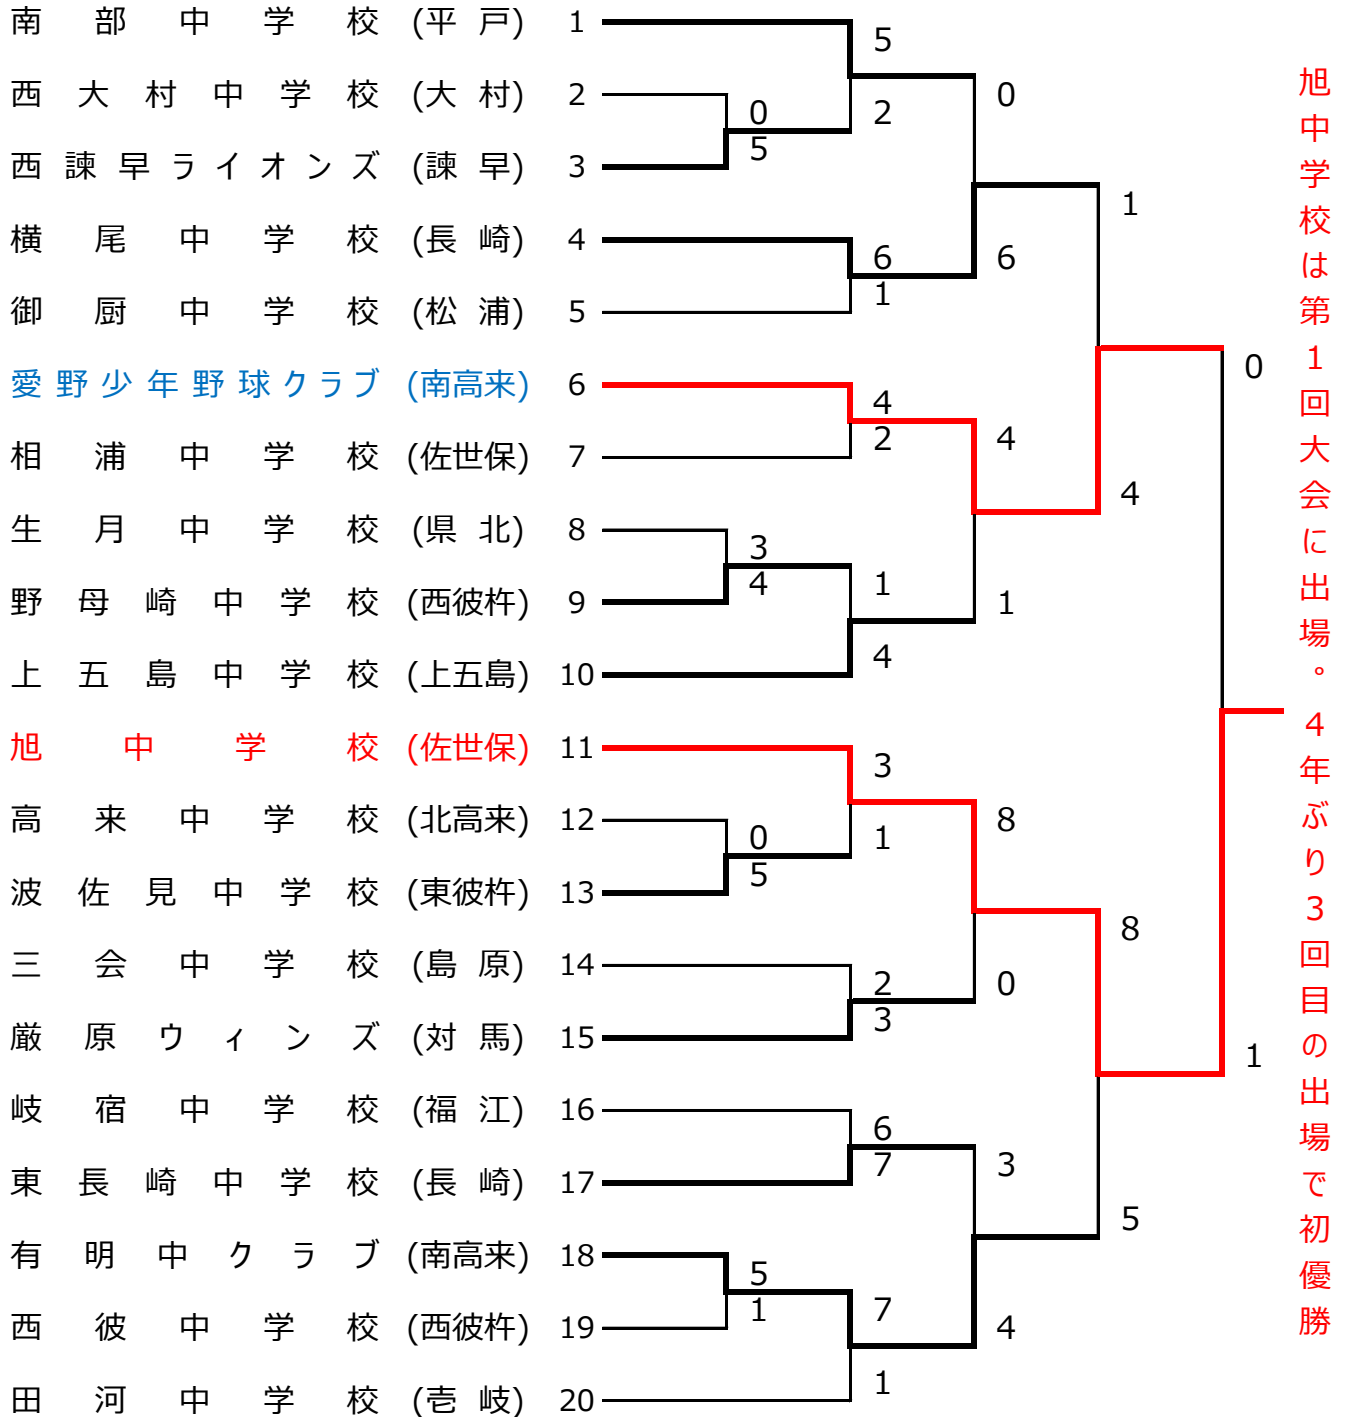 南部中学校 (平戸) 1
西大村中学校 (大村) 2
西諫早ライオンズ (諫早) 3
横尾中学校 (長崎) 4
御厨中学校 (松浦) 5
愛野少年野球クラブ (南高来) 6
相浦中学校 (佐世保) 7
生月中学校 (県北) 8
野母崎中学校 (西彼杵) 9
上五島中学校 (上五島) 10
旭中学校 (佐世保) 11
高来中学校 (北高来) 12
波佐見中学校 (東彼杵) 13
三会中学校 (島原) 14
厳原ウィンズ (対馬) 15
岐宿中学校 (福江) 16
東長崎中学校 (長崎) 17
有明中クラブ (南高来) 18
西彼中学校 (西彼杵) 19
田河中学校 (壱岐) 20
0
5
3
4
0
5
5
1
5
2
6
1
4
2
1
4
3
1
2
3
6
7
7
1
0
6
4
1
8
0
3
4
1
4
8
5
0
1
旭中学校は第1回大会に出場。4年ぶり3回目の出場で初優勝